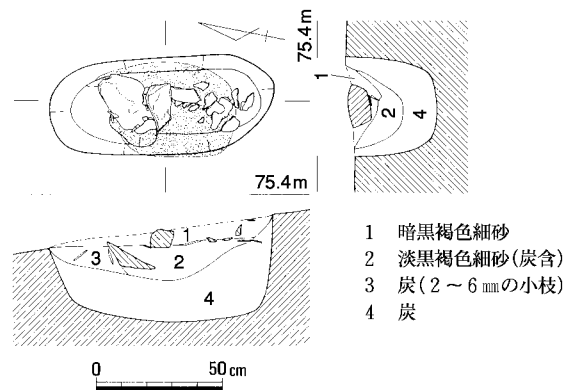 75.4m
1
2
4
75.4m
1
3
2
4
1 暗黒褐色細砂
2 淡黒褐色細砂(炭含)
3 炭(2~6㎜の小枝)
4 炭
0 50cm